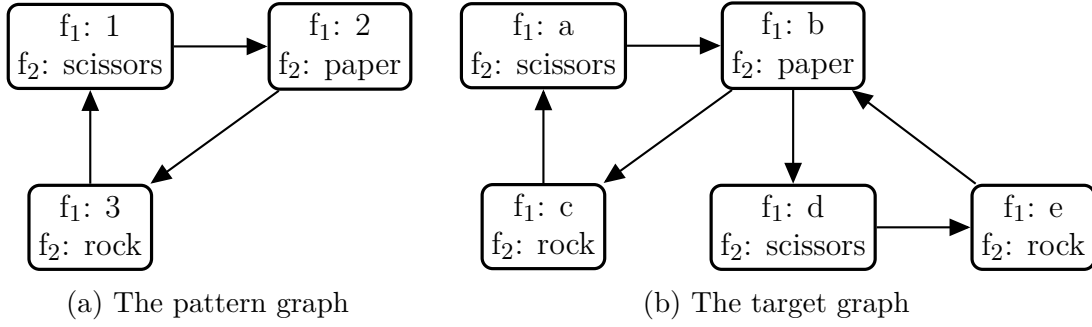 f₁: 1
f₂: scissors
f₁: 2
f₂: paper
f₁: 3
f₂: rock
(a) The pattern graph
f₁: a
f₂: scissors
f₁: b
f₂: paper
f₁: c
f₂: rock
f₁: d
f₂: scissors
f₁: e
f₂: rock
(b) The target graph